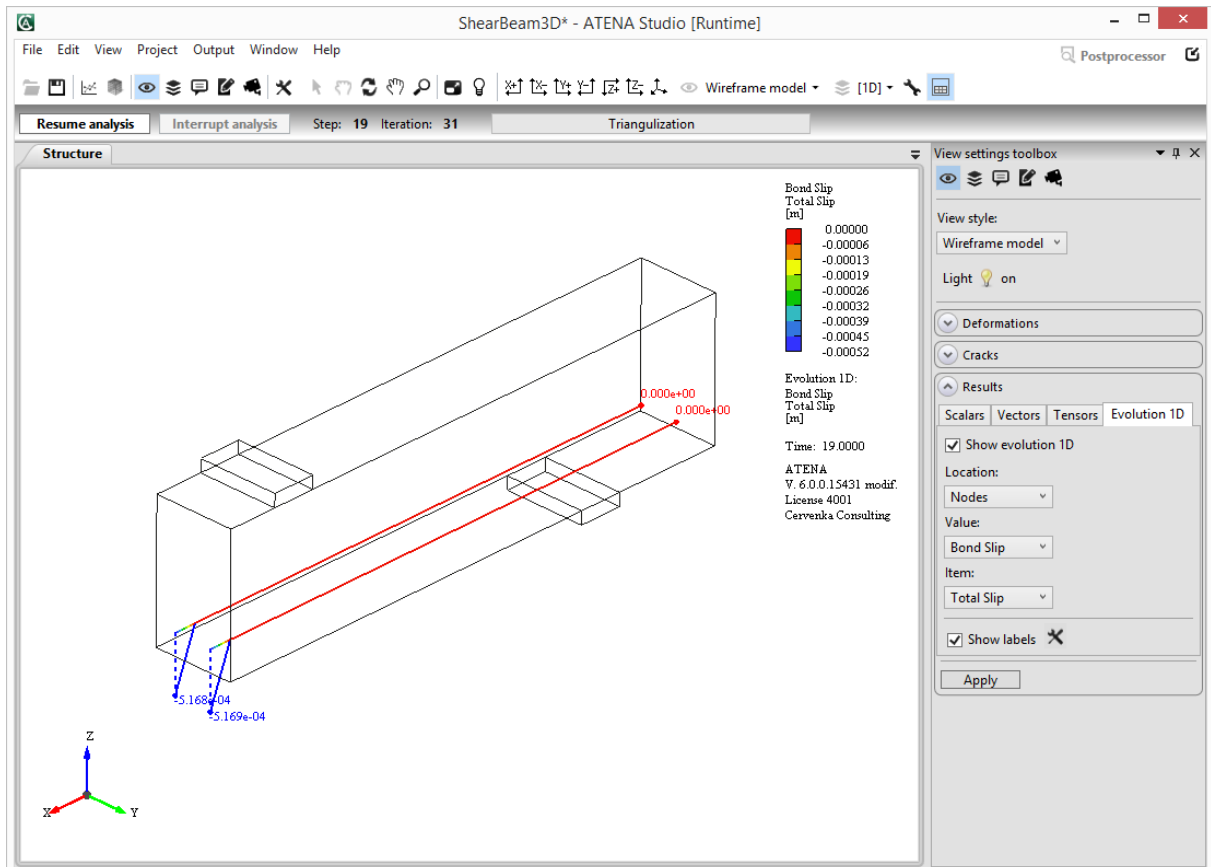 ShearBeam3D* - ATENA Studio [Runtime]
File Edit View Project Output Window Help
Postprocessor
Wireframe model
[1D]
Resume analysis Interrupt analysis Step: 19 Iteration: 31 Triangulization
Structure
Bond Slip
Total Slip
[m]
0.00000
-0.00006
-0.00013
-0.00019
-0.00026
-0.00032
-0.00039
-0.00045
-0.00052
Evolution 1D:
Bond Slip
Total Slip
[m]
Time: 19.0000
ATENA
V. 6.0.0.15431 modif.
License 4001
Cervenka Consulting
0.000e+00
0.000e+00
-5.168e-04
-5.169e-04
Z
X
Y
View settings toolbox
View style:
Wireframe model
Light on
Deformations
Cracks
Results
Scalars Vectors Tensors Evolution 1D
Show evolution 1D
Location:
Nodes
Value:
Bond Slip
Item:
Total Slip
Show labels
Apply